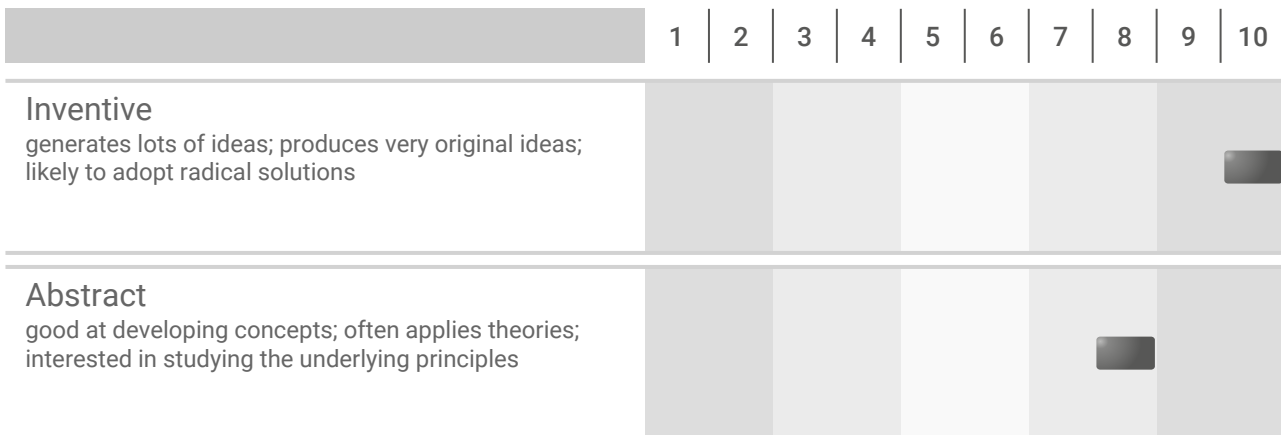 1 2 3 4 5 6 7 8 9 10
Inventive
generates lots of ideas; produces very original ideas;
likely to adopt radical solutions
Abstract
good at developing concepts; often applies theories;
interested in studying the underlying principles